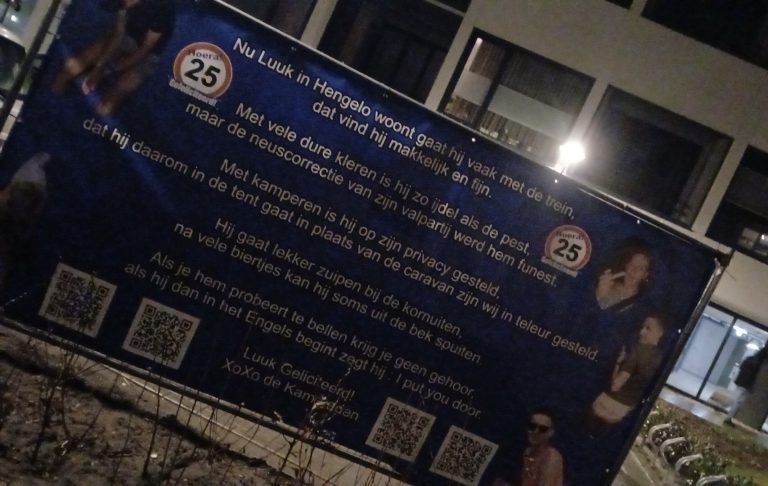 Hoera!
25
Gefeliciteerd!
Nu Luuk in Hengelo woont gaat hij vaak met de trein,
dat vind hij makkelijk en fijn.
Met vele dure kleren is hij zo ijdel als de pest,
maar de neuscorrectie van zijn valpartij werd hem funest.
Met kamperen is hij op zijn privacy gesteld,
dat hij daarom in de tent gaat in plaats van de caravan zijn wij in teleur gesteld.
Hoera!
25
Gefeliciteerd!
Hij gaat lekker zuipen bij de kornuiten,
na vele biertjes kan hij soms uit de bek spuiten
Als je hem probeert te bellen krijg je geen gehoor,
als hij dan in het Engels begint zegt hij : I put you door.
Luuk Geliciteerd!
XoXo de